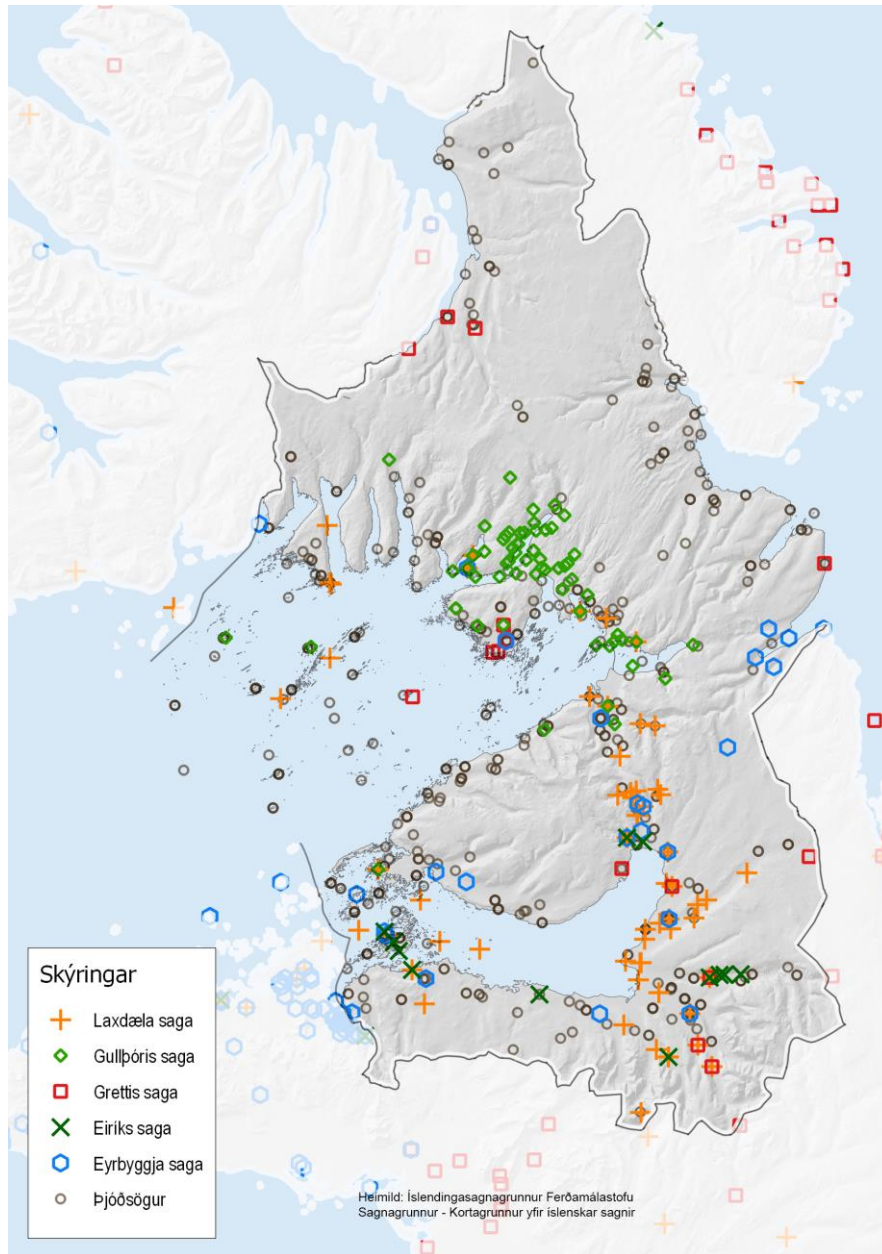 Skýringar
Laxdæla saga
Gullþóris saga
Grettis saga
Eiriks saga
Eyrbyggja saga
Þjóðsögur
Heimild: Íslendingasagnagrunnur Ferðamálastofu
Sagnagrunnur - Kortagrunnur yfir íslenskar sagnir